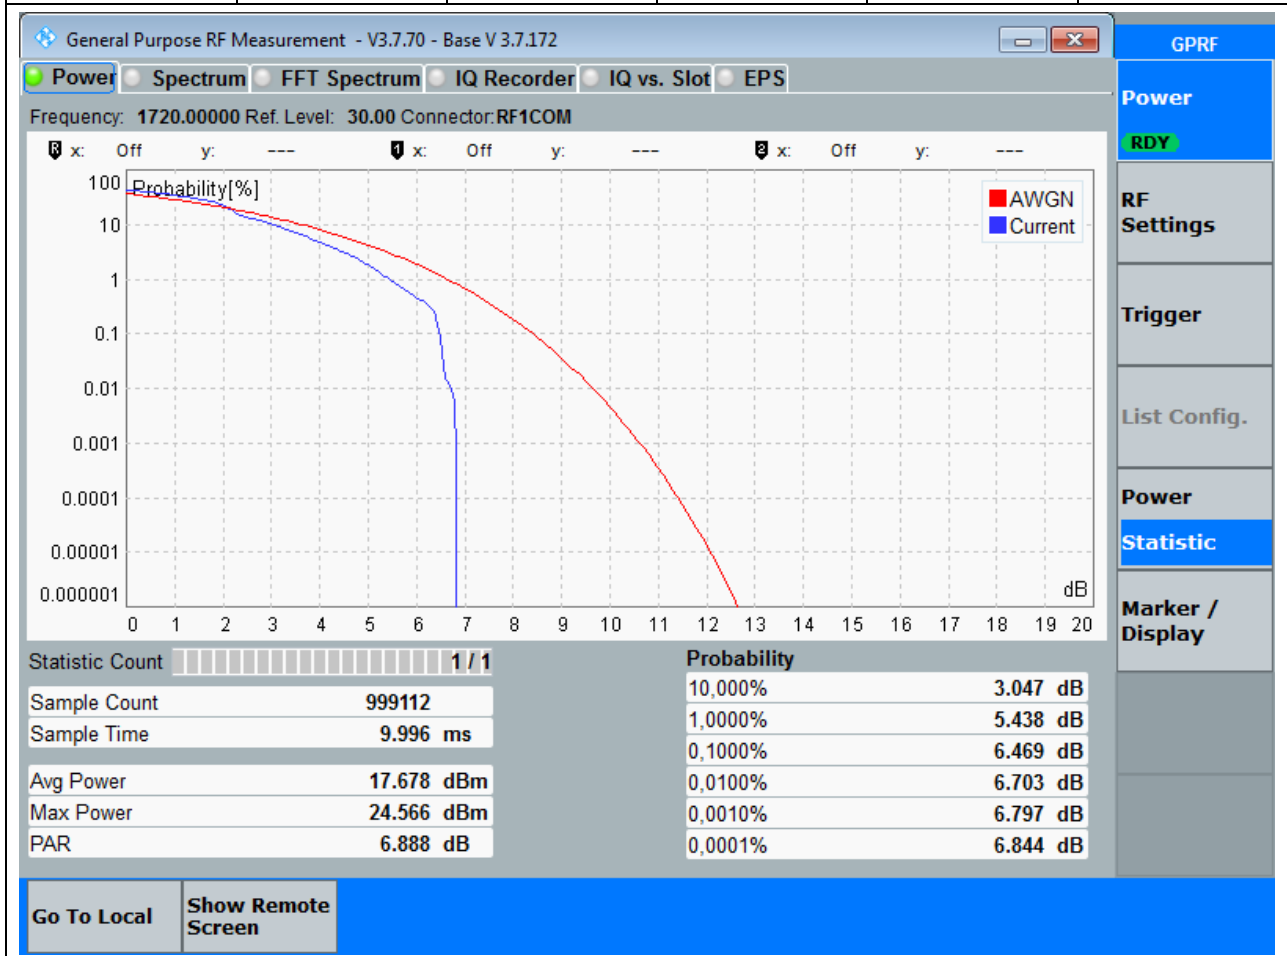 General Purpose RF Measurement - V3.7.70 - Base V 3.7.172
GPRF
Power Spectrum FFT Spectrum IQ Recorder IQ vs. Slot EPS
Frequency: 1720.00000 Ref. Level: 30.00 Connector:RF1COM
R x: Off y: --- 1 x: Off y: --- 2 x: Off y: ---
Probability[%]
AWGN
Current
100
10
1
0.1
0.01
0.001
0.0001
0.00001
0.000001
dB
0 1 2 3 4 5 6 7 8 9 10 11 12 13 14 15 16 17 18 19 20
Statistic Count 1 / 1
Sample Count 999112
Sample Time 9.996 ms
Avg Power 17.678 dBm
Max Power 24.566 dBm
PAR 6.888 dB
Probability
10,000% 3.047 dB
1,0000% 5.438 dB
0,1000% 6.469 dB
0,0100% 6.703 dB
0,0010% 6.797 dB
0,0001% 6.844 dB
Power
RDY
RF
Settings
Trigger
List Config.
Power
Statistic
Marker /
Display
Go To Local
Show Remote
Screen